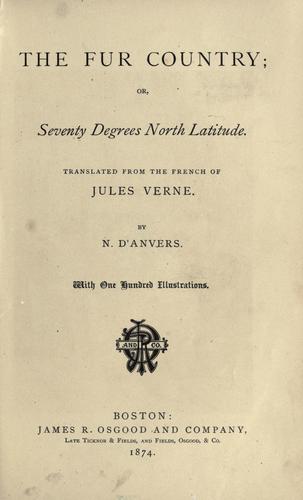 THE FUR COUNTRY;
OR,
Seventy Degrees North Latitude.
TRANSLATED FROM THE FRENCH OF
JULES VERNE.
BY
N. D'ANVERS.
With One Hundred Illustrations.
AND CO.
BOSTON:
JAMES R. OSGOOD AND COMPANY,
LATE TICKNOR & FIELDS, AND FIELDS, OSGOOD, & CO.
1874.